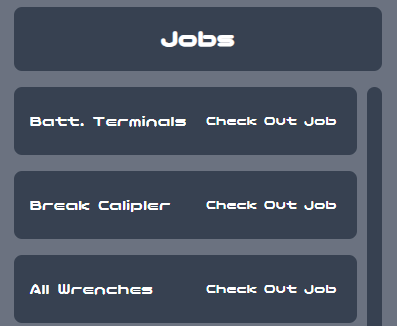 Jobs
Batt. Terminals Check Out Job
Break Calipler Check Out Job
All Wrenches Check Out Job